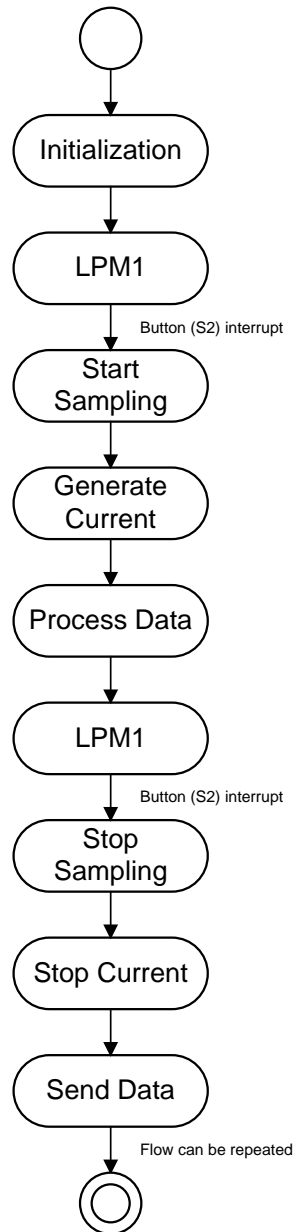 Initialization
LPM1
Button (S2) interrupt
Start
Sampling
Generate
Current
Process Data
LPM1
Button (S2) interrupt
Stop
Sampling
Stop Current
Send Data
Flow can be repeated